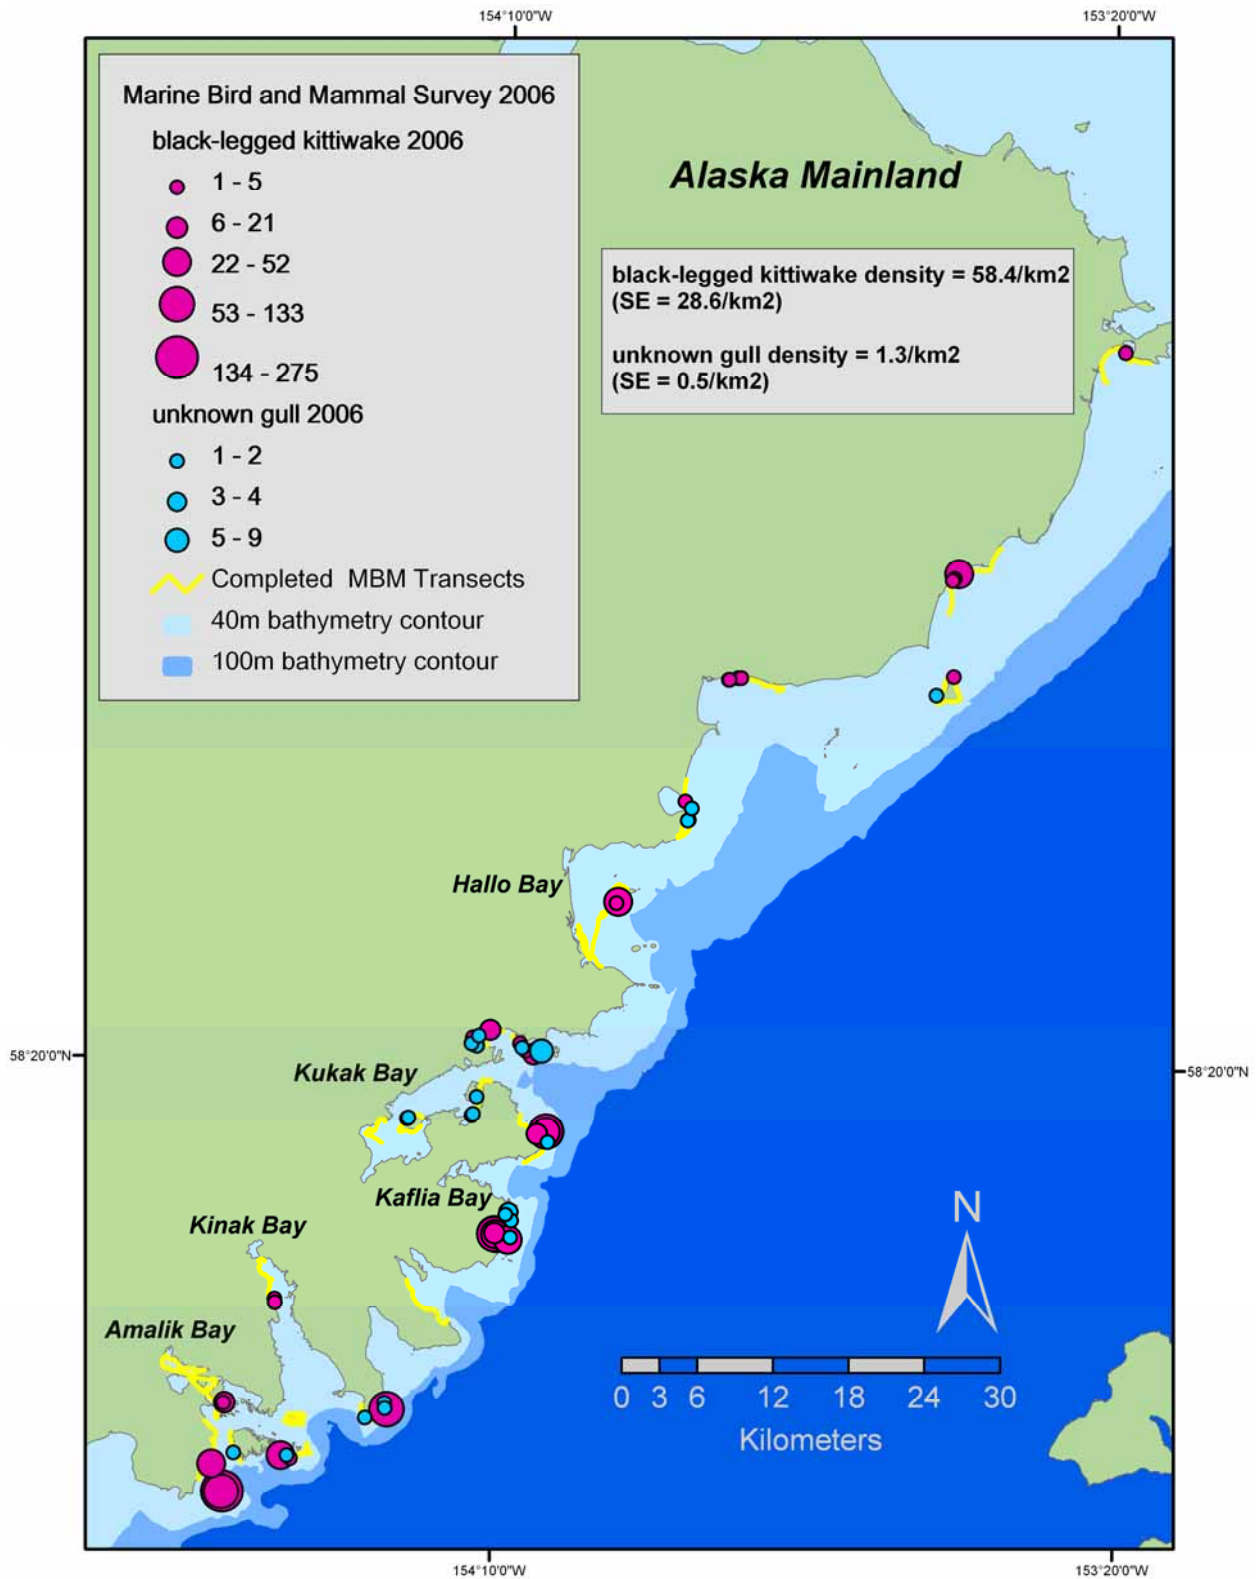 154°10'0"W
153°20'0"W
Marine Bird and Mammal Survey 2006
black-legged kittiwake 2006
1 - 5
6 - 21
22 - 52
53 - 133
134 - 275
unknown gull 2006
1 - 2
3 - 4
5 - 9
Completed MBM Transects
40m bathymetry contour
100m bathymetry contour
Alaska Mainland
black-legged kittiwake density = 58.4/km2
(SE = 28.6/km2)
unknown gull density = 1.3/km2
(SE = 0.5/km2)
Hallo Bay
58°20'0"N
Kukak Bay
58°20'0"N
Kaflia Bay
Kinak Bay
N
Amalik Bay
0 3 6 12 18 24 30
Kilometers
154°10'0"W
153°20'0"W